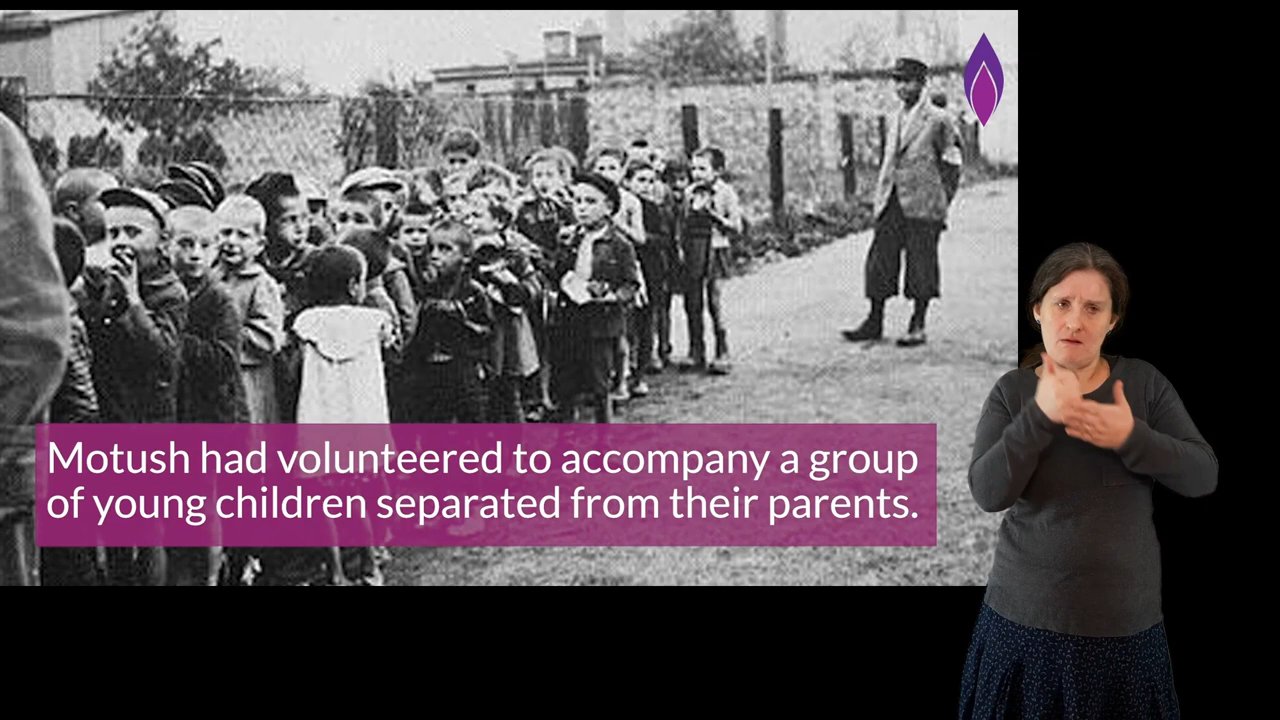 Motush had volunteered to accompany a group
of young children separated from their parents.